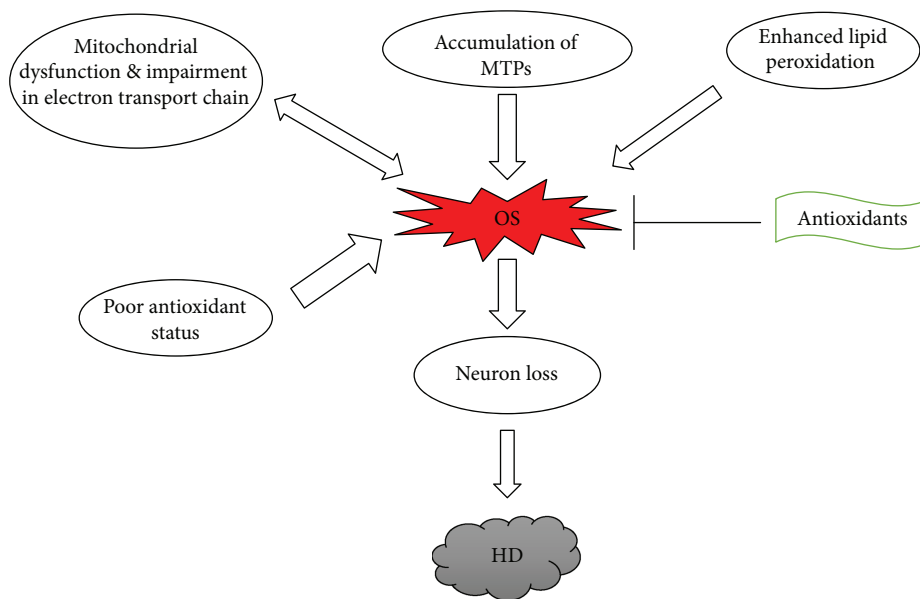 Mitochondrial
dysfunction & impairment
in electron transport chain
Accumulation of
MTPs
Enhanced lipid
peroxidation
OS
Antioxidants
Poor antioxidant
status
Neuron loss
HD